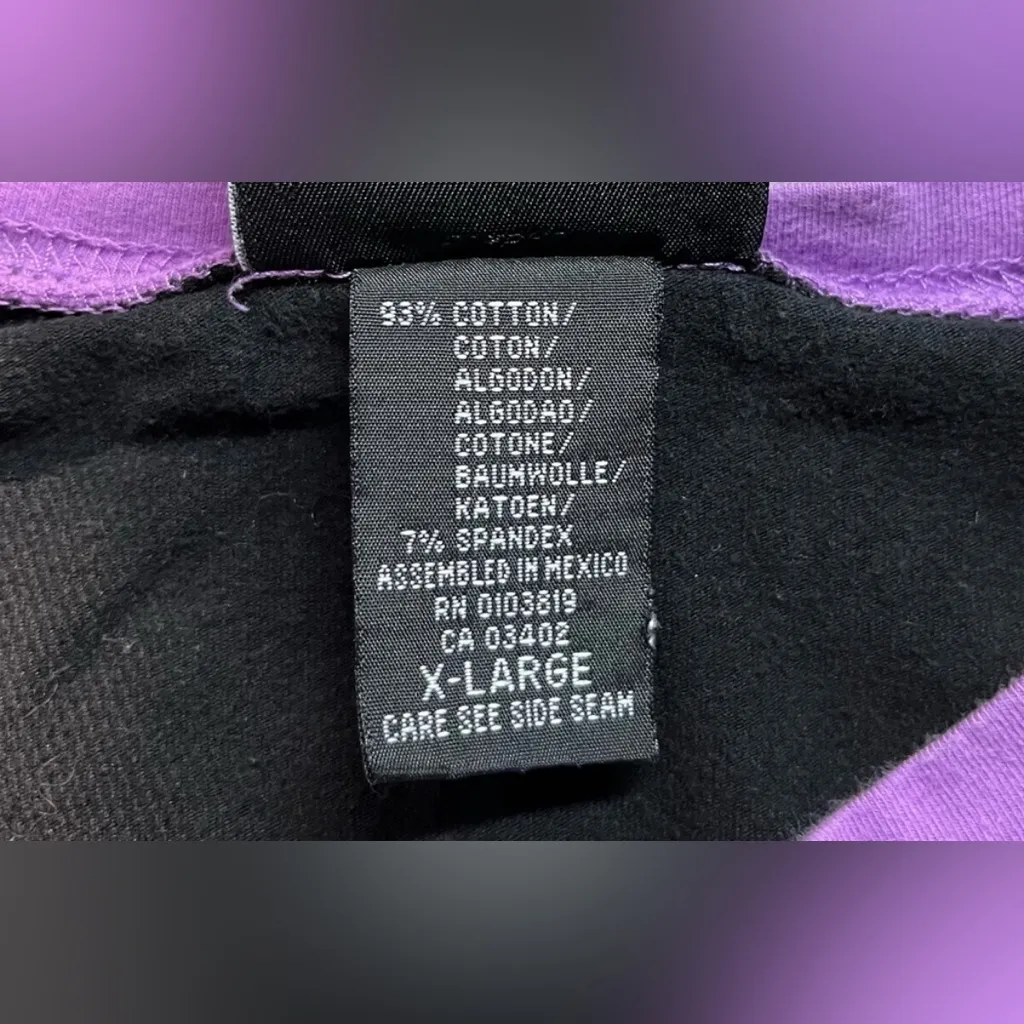 93% COTTON/
COTON/
ALGODON/
ALGODAO/
COTONE/
BAUMWOLLE/
KATOEN/
7% SPANDEX
ASSEMBLED IN MEXICO
RN 0103819
CA 03402
X-LARGE
CARE SEE SIDE SEAM